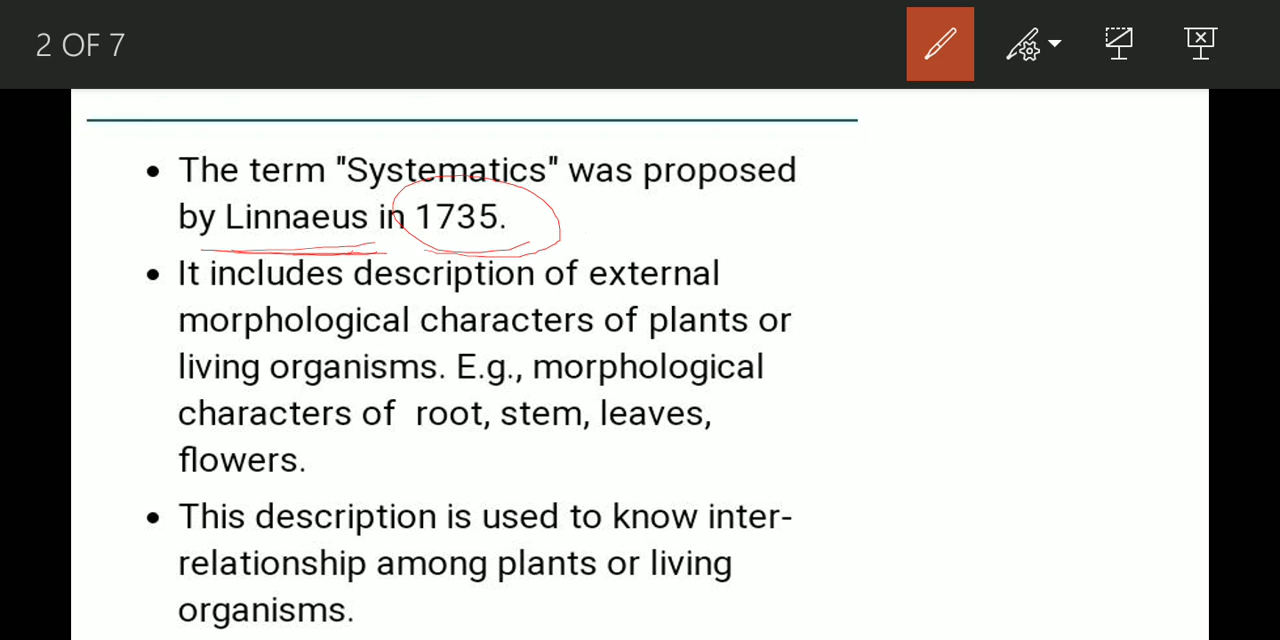 2 OF 7
• The term "Systematics" was proposed
by Linnaeus in 1735.
• It includes description of external
morphological characters of plants or
living organisms. E.g., morphological
characters of  root, stem, leaves,
flowers.
• This description is used to know inter-
relationship among plants or living
organisms.